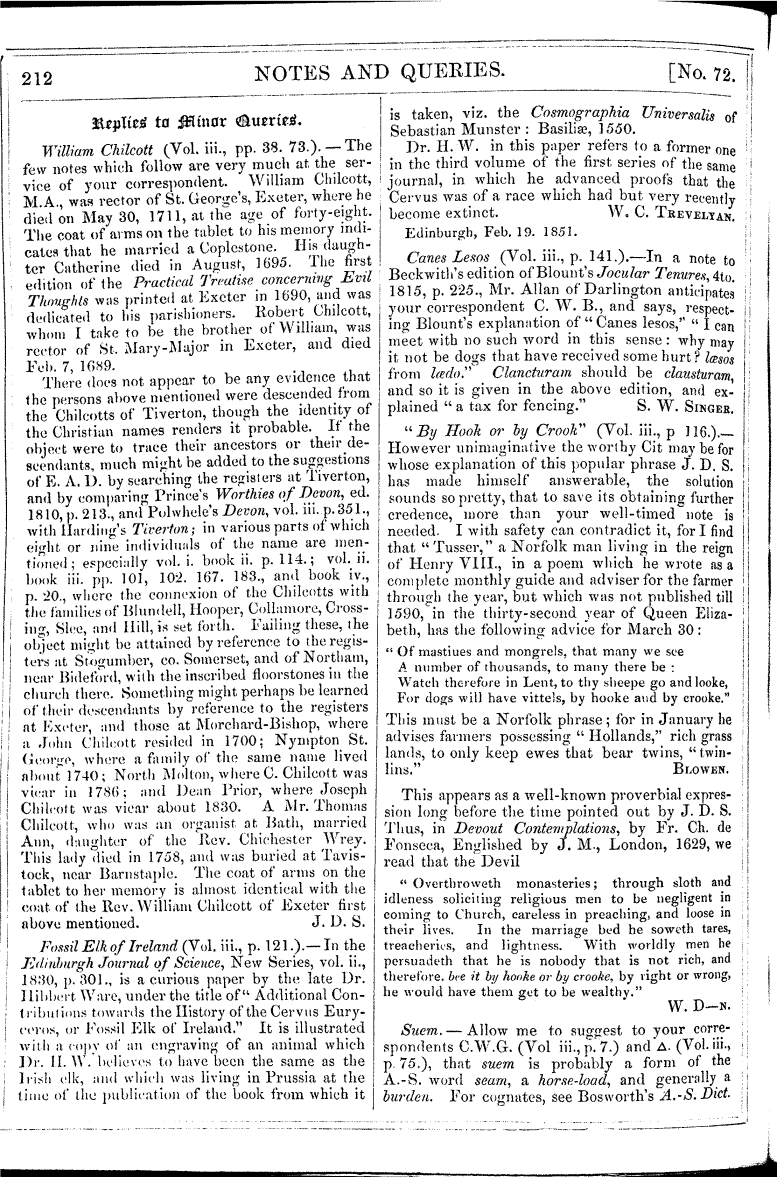 212 NOTES AND QUERIES. [No. 72.
Replies to Minor Queries.
William Chilcott (Vol. iii., pp. 38. 73.). — The
few notes which follow are very much at the ser-
vice of your correspondent. William Chilcott,
M.A., was rector of St. George's, Exeter, where he
died on May 30, 1711, at the age of forty-eight.
The coat of arms on the tablet to his memory indi-
cates that he married a Coplestone. His daugh-
ter Catherine died in August, 1695. The first
edition of the Practical Treatise concerning Evil
Thoughts was printed at Exeter in 1690, and was
dedicated to his parishioners. Robert Chilcott,
whom I take to be the brother of William, was
rector of St. Mary-Major in Exeter, and died
Feb. 7, 1689.
There does not appear to be any evidence that
the persons above mentioned were descended from
the Chilcotts of Tiverton, though the identity of
the Christian names renders it probable. If the
object were to trace their ancestors or their de-
scendants, much might be added to the suggestions
of E. A. D. by searching the registers at Tiverton,
and by comparing Prince's Worthies of Devon, ed.
1810, p. 213., and Polwhele's Devon, vol. iii. p. 351.,
with Harding's Tiverton; in various parts of which
eight or nine individuals of the name are men-
tioned; especially vol. i. book ii. p. 114.; vol. ii.
book iii. pp. 101, 102. 167. 183., and book iv.,
p. 20., where the connexion of the Chilcotts with
the families of Blundell, Hooper, Collamore, Cross-
ing, Slee, and Hill, is set forth. Failing these, the
object might be attained by reference to the regis-
ters at Stogumber, co. Somerset, and of Northam,
near Bideford, with the inscribed floorstones in the
church there. Something might perhaps be learned
of their descendants by reference to the registers
at Exeter, and those at Morchard-Bishop, where
a John Chilcott resided in 1700; Nympton St.
George, where a family of the same name lived
about 1740; North Molton, where C. Chilcott was
vicar in 1786; and Dean Prior, where Joseph
Chilcott was vicar about 1830. A Mr. Thomas
Chilcott, who was an organist at Bath, married
Ann, daughter of the Rev. Chichester Wrey.
This lady died in 1758, and was buried at Tavis-
tock, near Barnstaple. The coat of arms on the
tablet to her memory is almost identical with the
coat of the Rev. William Chilcott of Exeter first
above mentioned. J. D. S.
Fossil Elk of Ireland (Vol. iii., p. 121.). — In the
Edinburgh Journal of Science, New Series, vol. ii.,
1830, p. 301., is a curious paper by the late Dr.
Hibbert Ware, under the title of "Additional Con-
tributions towards the History of the Cervus Eury-
ceros, or Fossil Elk of Ireland." It is illustrated
with a copy of an engraving of an animal which
Dr. H. W. believes to have been the same as the
Irish elk, and which was living in Prussia at the
time of the publication of the book from which it
is taken, viz. the Cosmographia Universalis of
Sebastian Munster: Basiliæ, 1550.
Dr. H. W. in this paper refers to a former one
in the third volume of the first series of the same
journal, in which he advanced proofs that the
Cervus was of a race which had but very recently
become extinct. W. C. TREVELYAN.
Edinburgh, Feb. 19. 1851.
Canes Lesos (Vol. iii., p. 141.).—In a note to
Beckwith's edition of Blount's Jocular Tenures, 4to.
1815, p. 225., Mr. Allan of Darlington anticipates
your correspondent C. W. B., and says, respect-
ing Blount's explanation of "Canes lesos," "I can
meet with no such word in this sense: why may
it not be dogs that have received some hurt? læsos
from lædo." Clancturam should be clausturam,
and so it is given in the above edition, and ex-
plained "a tax for fencing." S. W. SINGER.
"By Hook or by Crook" (Vol. iii., p 116.).—
However unimaginative the worthy Cit may be for
whose explanation of this popular phrase J. D. S.
has made himself answerable, the solution
sounds so pretty, that to save its obtaining further
credence, more than your well-timed note is
needed. I with safety can contradict it, for I find
that "Tusser," a Norfolk man living in the reign
of Henry VIII., in a poem which he wrote as a
complete monthly guide and adviser for the farmer
through the year, but which was not published till
1590, in the thirty-second year of Queen Eliza-
beth, has the following advice for March 30:
"Of mastiues and mongrels, that many we see
A number of thousands, to many there be:
Watch therefore in Lent, to thy sheepe go and looke,
For dogs will have vittels, by hooke and by crooke."
This must be a Norfolk phrase; for in January he
advises farmers possessing "Hollands," rich grass
lands, to only keep ewes that bear twins, "twin-
lins." BLOWEN.
This appears as a well-known proverbial expres-
sion long before the time pointed out by J. D. S.
Thus, in Devout Contemplations, by Fr. Ch. de
Fonseca, Englished by J. M., London, 1629, we
read that the Devil
"Overthroweth monasteries; through sloth and
idleness soliciting religious men to be negligent in
coming to Church, careless in preaching, and loose in
their lives. In the marriage bed he soweth tares,
treacheries, and lightness. With worldly men he
persuadeth that he is nobody that is not rich, and
therefore, bee it by hooke or by crooke, by right or wrong,
he would have them get to be wealthy."
W. D—N.
Suem. — Allow me to suggest to your corre-
spondents C.W.G. (Vol iii., p. 7.) and Δ. (Vol. iii.,
p. 75.), that suem is probably a form of the
A.-S. word seam, a horse-load, and generally a
burden. For cognates, see Bosworth's A.-S. Dict.